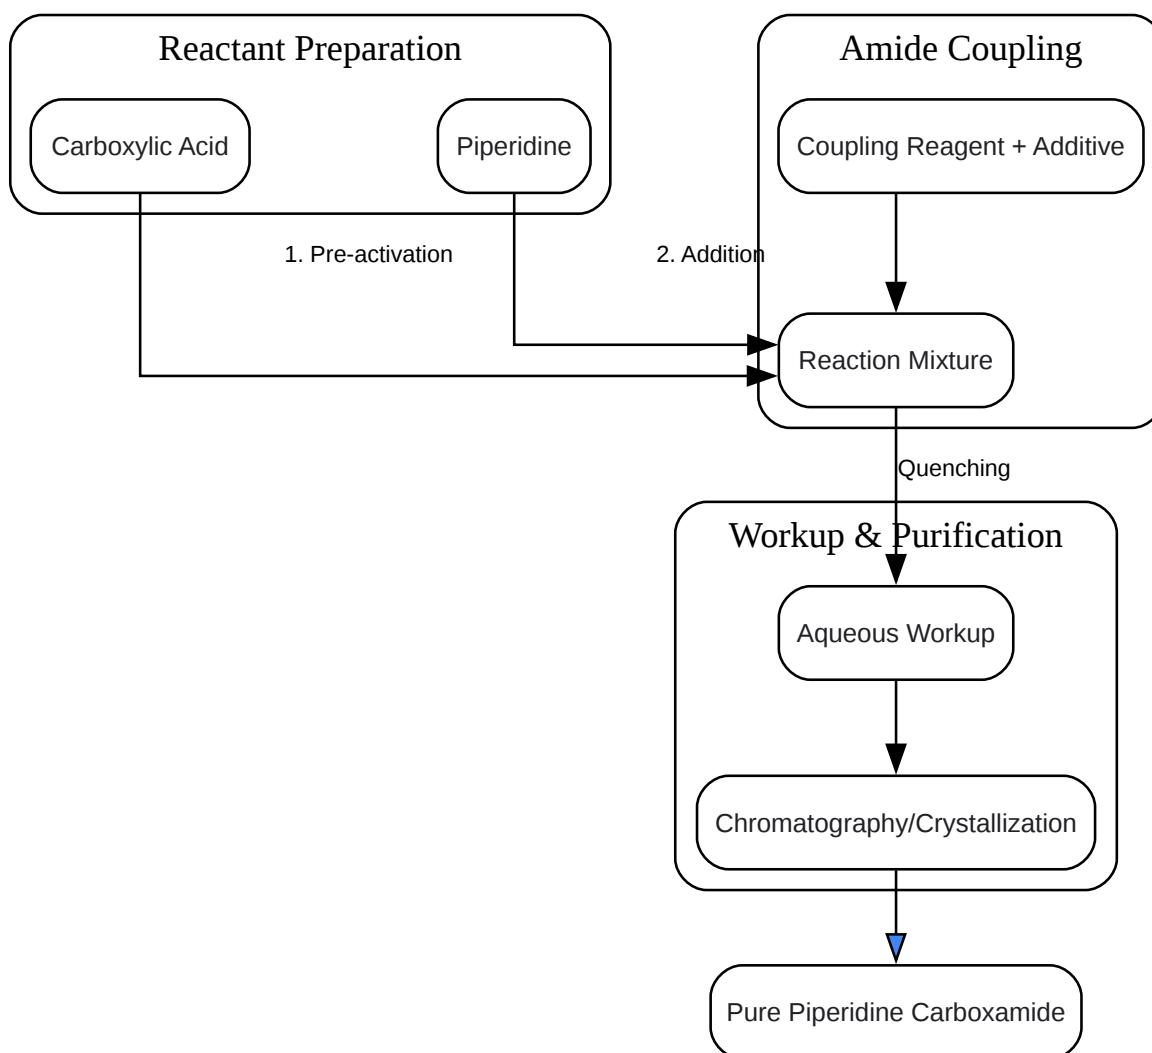 Reactant Preparation
Amide Coupling
Carboxylic Acid
Piperidine
Coupling Reagent + Additive
1. Pre-activation
2. Addition
Reaction Mixture
Quenching
Workup & Purification
Aqueous Workup
Chromatography/Crystallization
Pure Piperidine Carboxamide